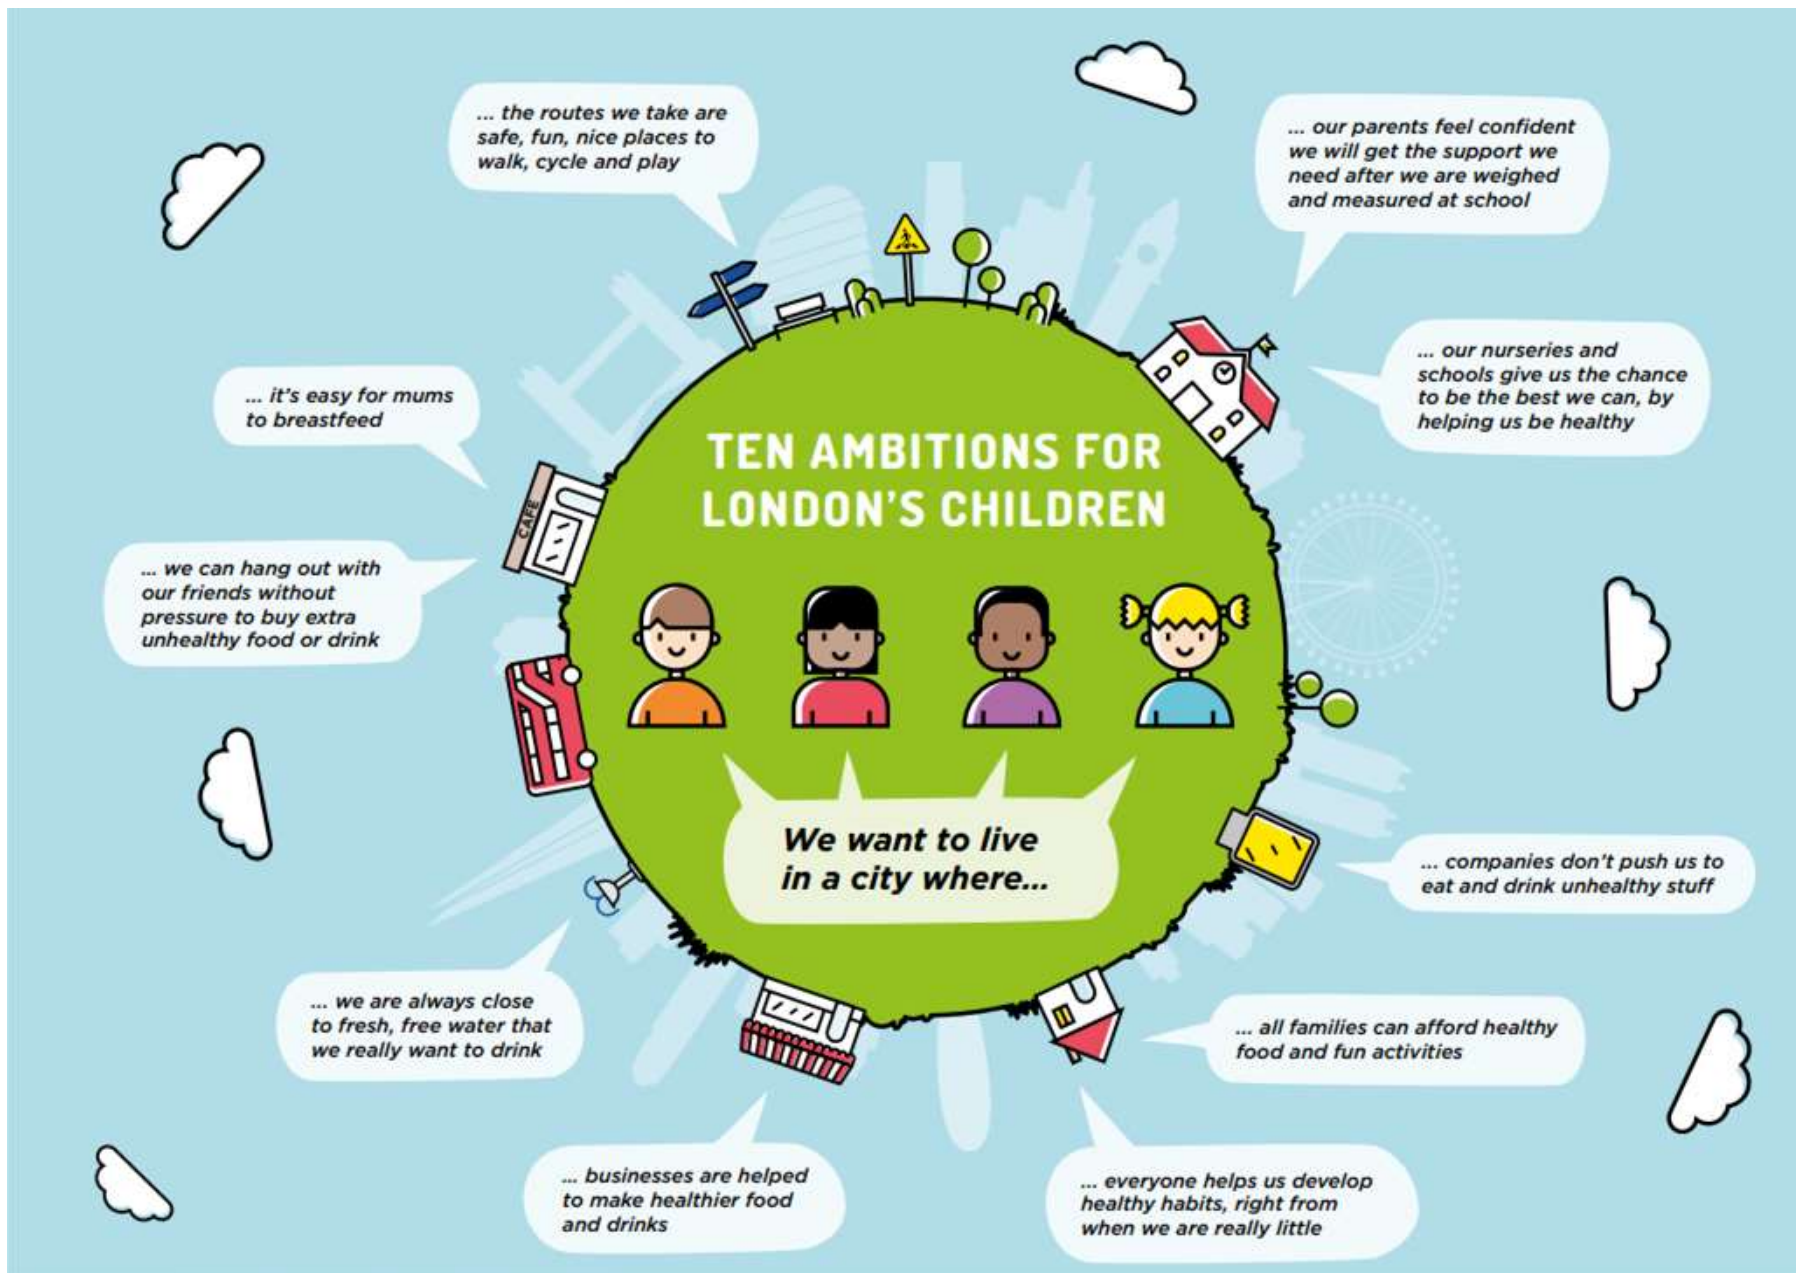 ... the routes we take are
safe, fun, nice places to
walk, cycle and play
... our parents feel confident
we will get the support we
need after we are weighed
and measured at school
... our nurseries and
schools give us the chance
to be the best we can, by
helping us be healthy
... it's easy for mums
to breastfeed
TEN AMBITIONS FOR
LONDON'S CHILDREN
CAFE
... we can hang out with
our friends without
pressure to buy extra
unhealthy food or drink
We want to live
in a city where...
... companies don't push us to
eat and drink unhealthy stuff
... we are always close
to fresh, free water that
we really want to drink
... all families can afford healthy
food and fun activities
... businesses are helped
to make healthier food
and drinks
... everyone helps us develop
healthy habits, right from
when we are really little